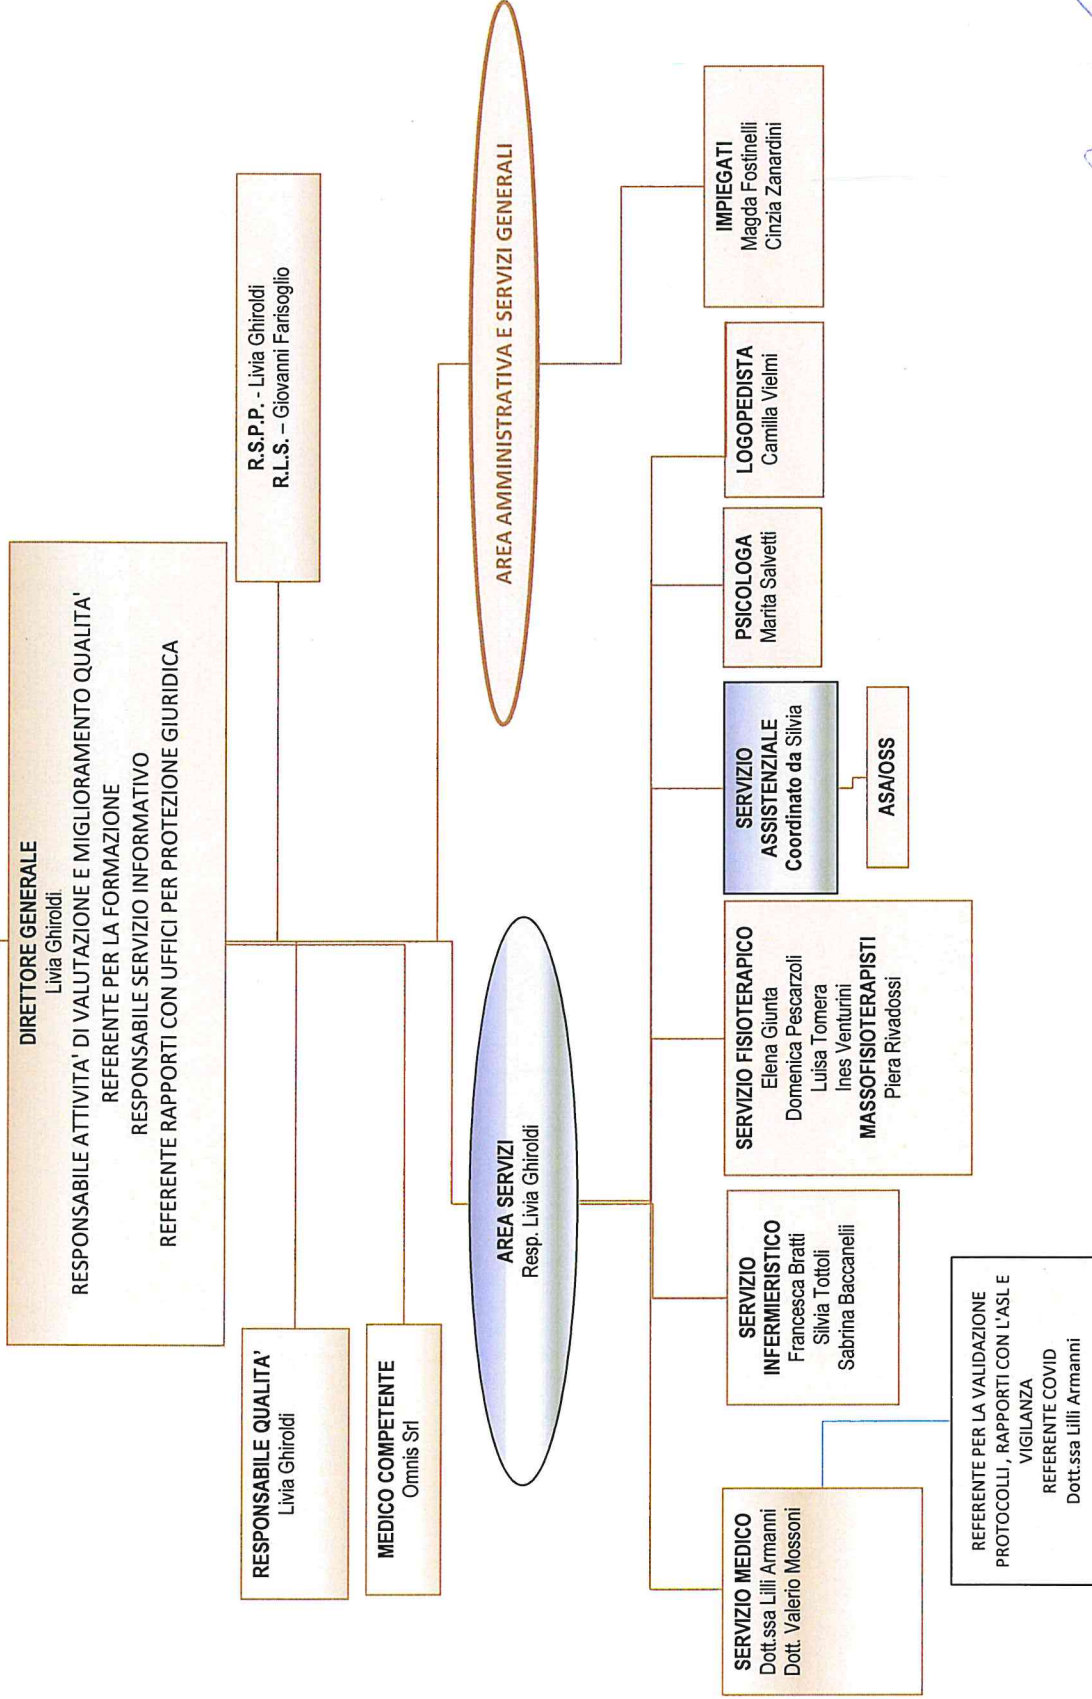 DIRETTORE GENERALE
Livia Ghiroldi
RESPONSABILE ATTIVITA' DI VALUTAZIONE E MIGLIORAMENTO QUALITA'
REFERENTE PER LA FORMAZIONE
RESPONSABILE SERVIZIO INFORMATIVO
REFERENTE RAPPORTI CON UFFICI PER PROTEZIONE GIURIDICA
RESPONSABILE QUALITA'
Livia Ghiroldi
R.S.P.P. - Livia Ghiroldi
R.L.S. – Giovanni Farisoglio
MEDICO COMPETENTE
Omnis Srl
AREA SERVIZI
Resp. Livia Ghiroldi
AREA AMMINISTRATIVA E SERVIZI GENERALI
SERVIZIO MEDICO
Dott.ssa Lilli Armanni
Dott. Valerio Mossoni
SERVIZIO
INFERMIERISTICO
Francesca Bratti
Silvia Tottoli
Sabrina Baccanelii
SERVIZIO FISIOTERAPICO
Elena Giunta
Domenica Pescarzoli
Luisa Tomera
Ines Venturini
MASSOFISIOTERAPISTI
Piera Rivadossi
SERVIZIO
ASSISTENZIALE
Coordinato da Silvia
ASA/OSS
PSICOLOGA
Marita Salvetti
LOGOPEDISTA
Camilla Vielmi
IMPIEGATI
Magda Fostinelli
Cinzia Zanardini
REFERENTE PER LA VALIDAZIONE
PROTOCOLLI, RAPPORTI CON L'ASL E
VIGILANZA
REFERENTE COVID
Dott.ssa Lilli Armanni